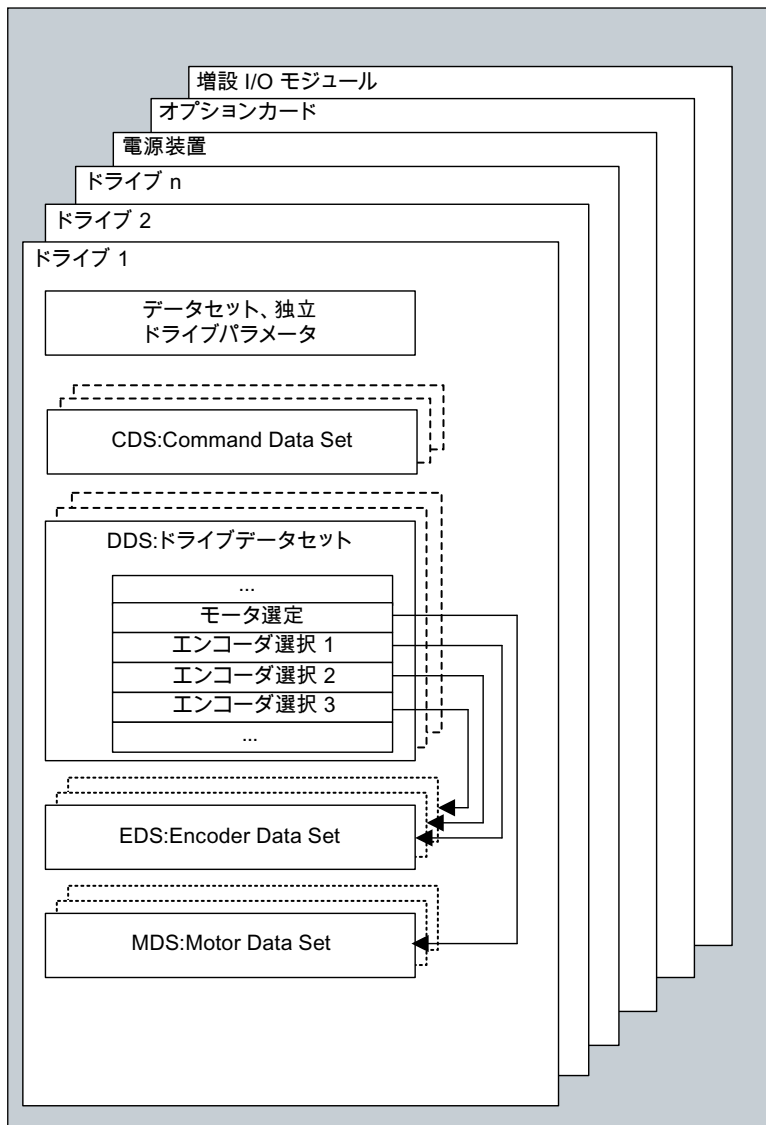 増設 I/O モジュール
オプションカード
電源装置
ドライブ n
ドライブ 2
ドライブ 1
データセット、独立
ドライブパラメータ
CDS:Command Data Set
DDS:ドライブデータセット
...
モータ選定
エンコーダ選択 1
エンコーダ選択 2
エンコーダ選択 3
...
EDS:Encoder Data Set
MDS:Motor Data Set